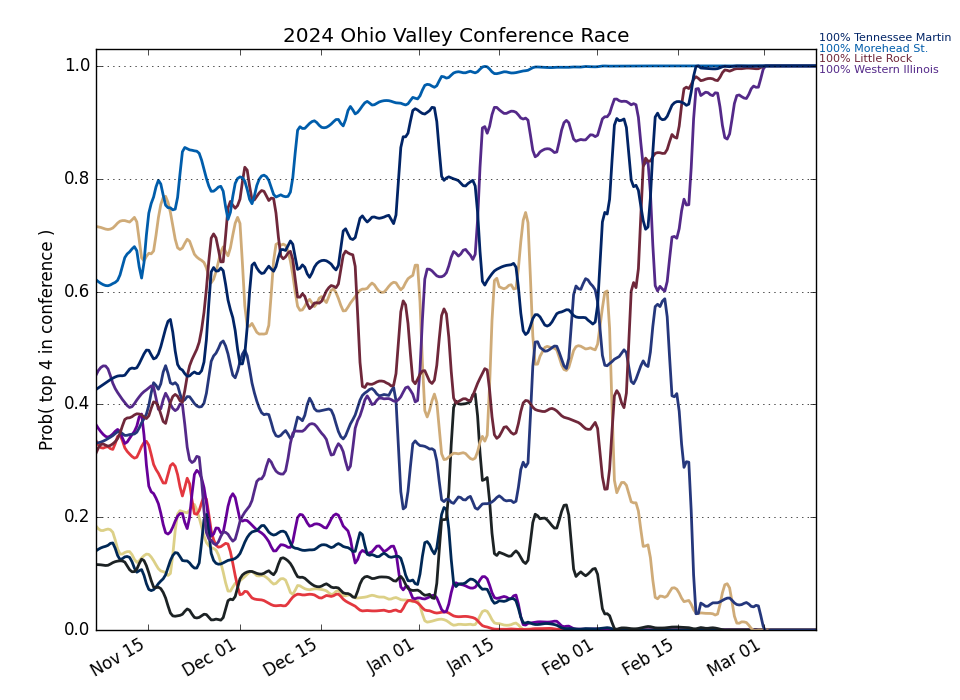 2024 Ohio Valley Conference Race
100% Tennessee Martin
100% Morehead St.
100% Little Rock
100% Western Illinois
Prob( top 4 in conference )
1.0
0.8
0.6
0.4
0.2
0.0
Nov 15
Dec 01
Dec 15
Jan 01
Jan 15
Feb 01
Feb 15
Mar 01